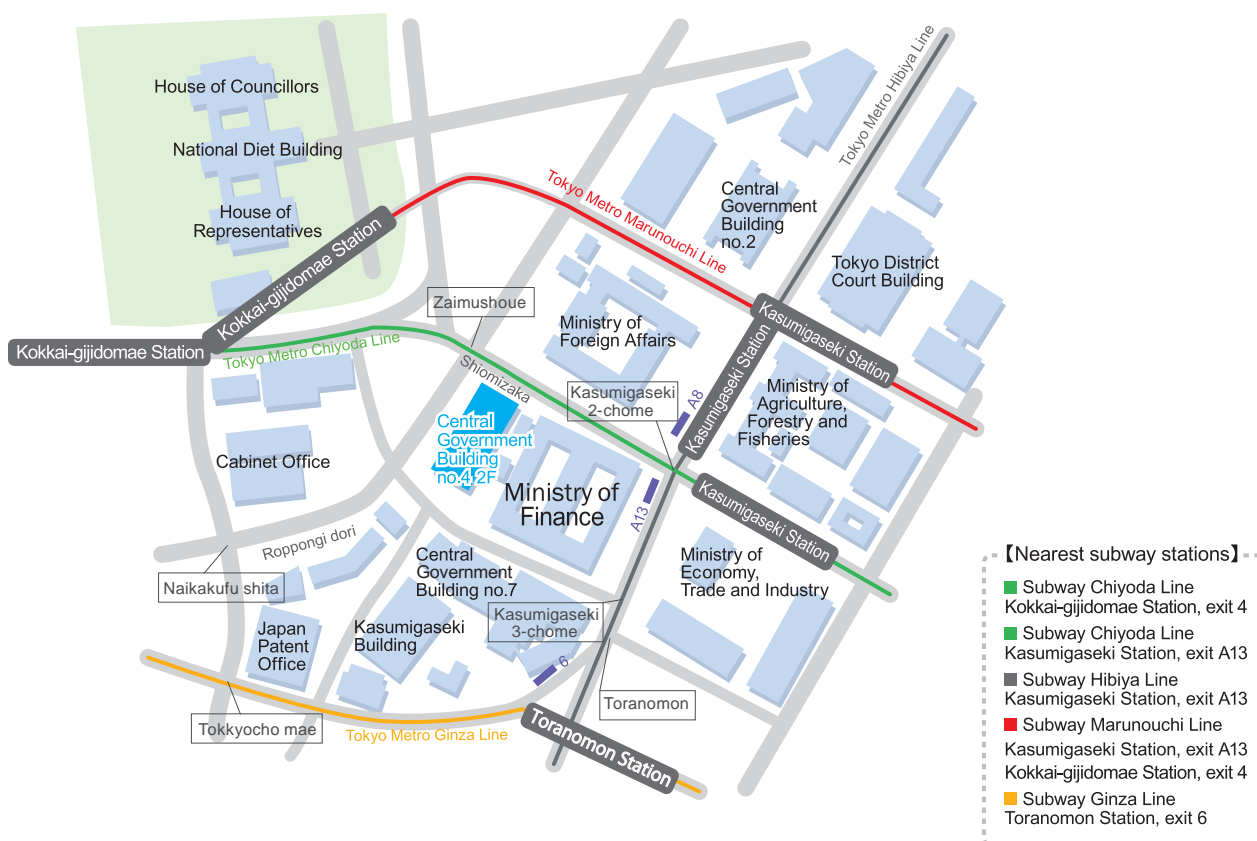 House of Councillors
National Diet Building
House of
Representatives
Kokkai-gijidomae Station
Kokkai-gijidomae Station
Tokyo Metro Chiyoda Line
Tokyo Metro Marunouchi Line
Tokyo Metro Hibiya Line
Central
Government
Building
no.2
Tokyo District
Court Building
Zaimushoue
Shiomizaka
Ministry of
Foreign Affairs
Kasumigaseki Station
Kasumigaseki Station
Kasumigaseki
2-chome
A8
Ministry of
Agriculture,
Forestry and
Fisheries
Central
Government
Building
no.4-2F
Cabinet Office
Ministry of
Finance
A13
Kasumigaseki Station
Roppongi dori
Naikakufu shita
Central
Government
Building no.7
Ministry of
Economy,
Trade and Industry
Kasumigaseki
3-chome
Japan
Patent
Office
Kasumigaseki
Building
6
Toranomon
Tokkyocho mae
Tokyo Metro Ginza Line
Toranomon Station
【Nearest subway stations】
Subway Chiyoda Line
Kokkai-gijidomae Station, exit 4
Subway Chiyoda Line
Kasumigaseki Station, exit A13
Subway Hibiya Line
Kasumigaseki Station, exit A13
Subway Marunouchi Line
Kasumigaseki Station, exit A13
Kokkai-gijidomae Station, exit 4
Subway Ginza Line
Toranomon Station, exit 6